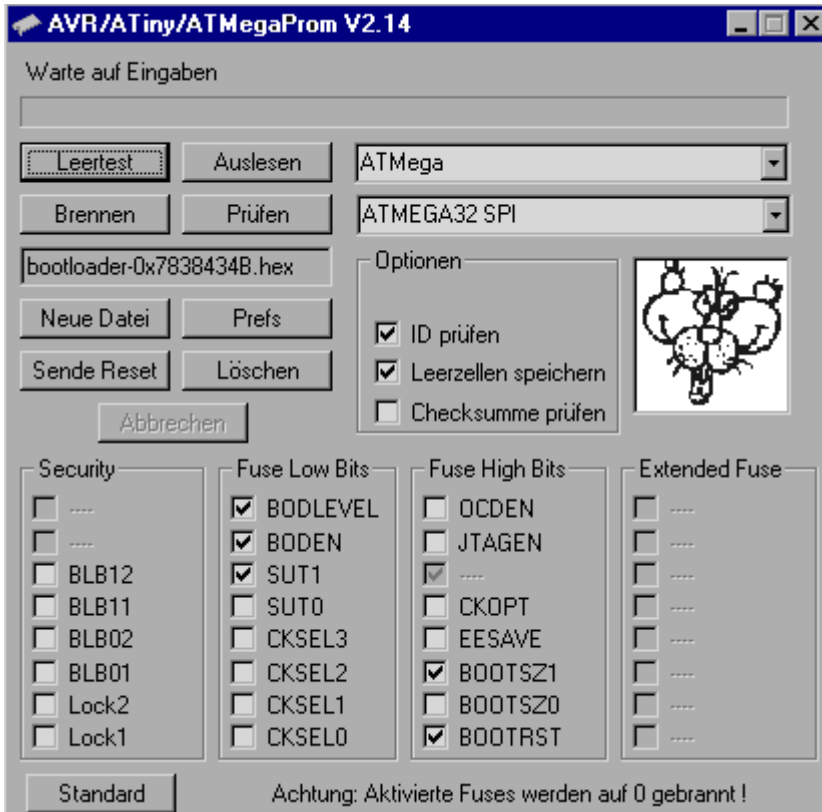 AVR/ATiny/ATMegaProm V2.14
Warte auf Eingaben
Leertest
Auslesen
ATMega
Brennen
Prüfen
ATMEGA32 SPI
bootloader-0x7838434B.hex
Optionen
Neue Datei
Prefs
ID prüfen
Sende Reset
Löschen
Leerzellen speichern
Abbrechen
Checksumme prüfen
Security
----
----
BLB12
BLB11
BLB02
BLB01
Lock2
Lock1
Fuse Low Bits
BODLEVEL
BODEN
SUT1
SUT0
CKSEL3
CKSEL2
CKSEL1
CKSEL0
Fuse High Bits
OCDEN
JTAGEN
----
CKOPT
EESAVE
BOOTSZ1
BOOTSZ0
BOOTRST
Extended Fuse
----
----
----
----
----
----
----
----
Standard
Achtung: Aktivierte Fuses werden auf 0 gebrannt !